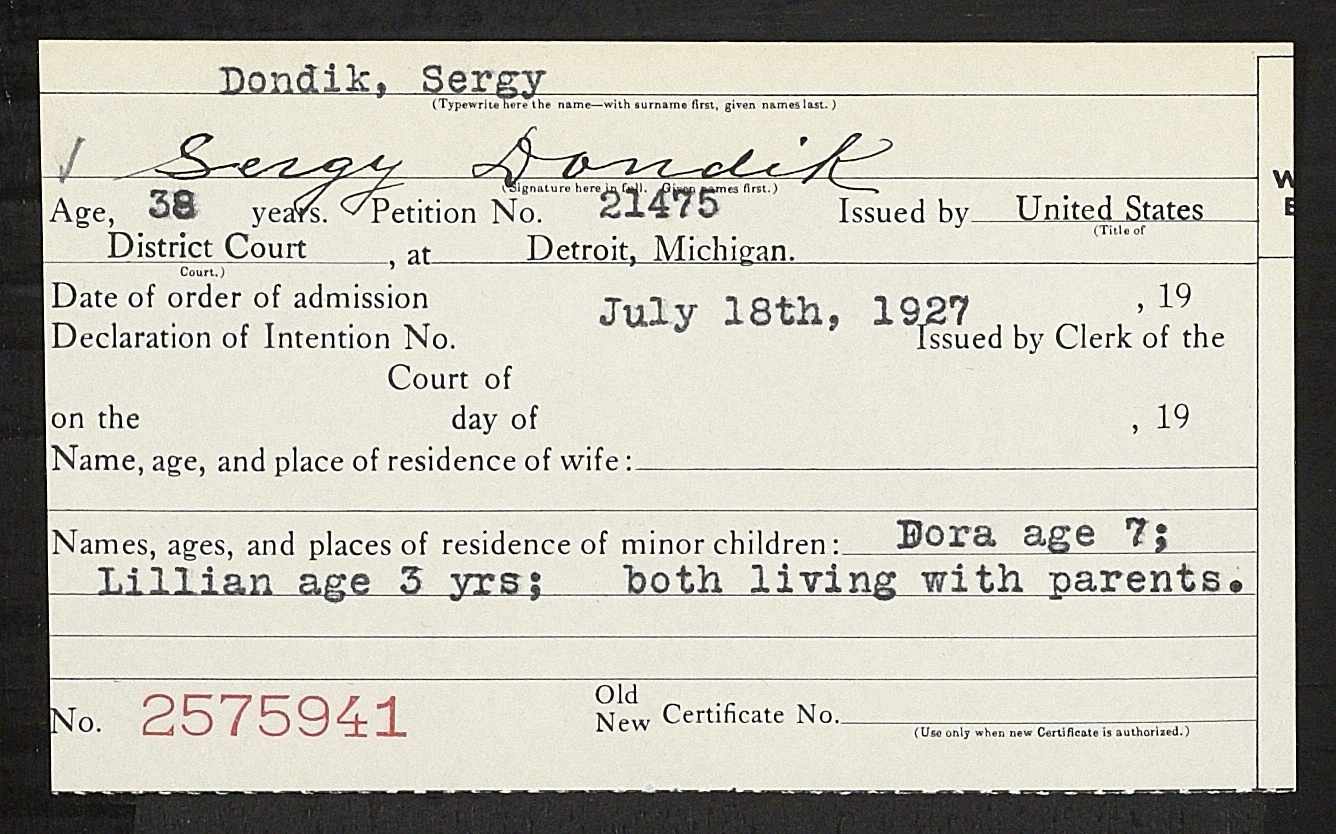 Dondik, Sergy
(Typewrite here the name—with surname first, given names last.)
√ Sergy Dondik
(Signature here in full. Given names first.)
Age, 38 years. Petition No. 21475 Issued by United States
(Title of
District Court, at Detroit, Michigan.
Court.)
Date of order of admission July 18th, 1927, 19
Declaration of Intention No. Issued by Clerk of the
Court of
on the day of , 19
Name, age, and place of residence of wife:
Names, ages, and places of residence of minor children: Dora age 7;
Lillian age 3 yrs; both living with parents.
No. 2575941 Old
New Certificate No.
(Use only when new Certificate is authorized.)